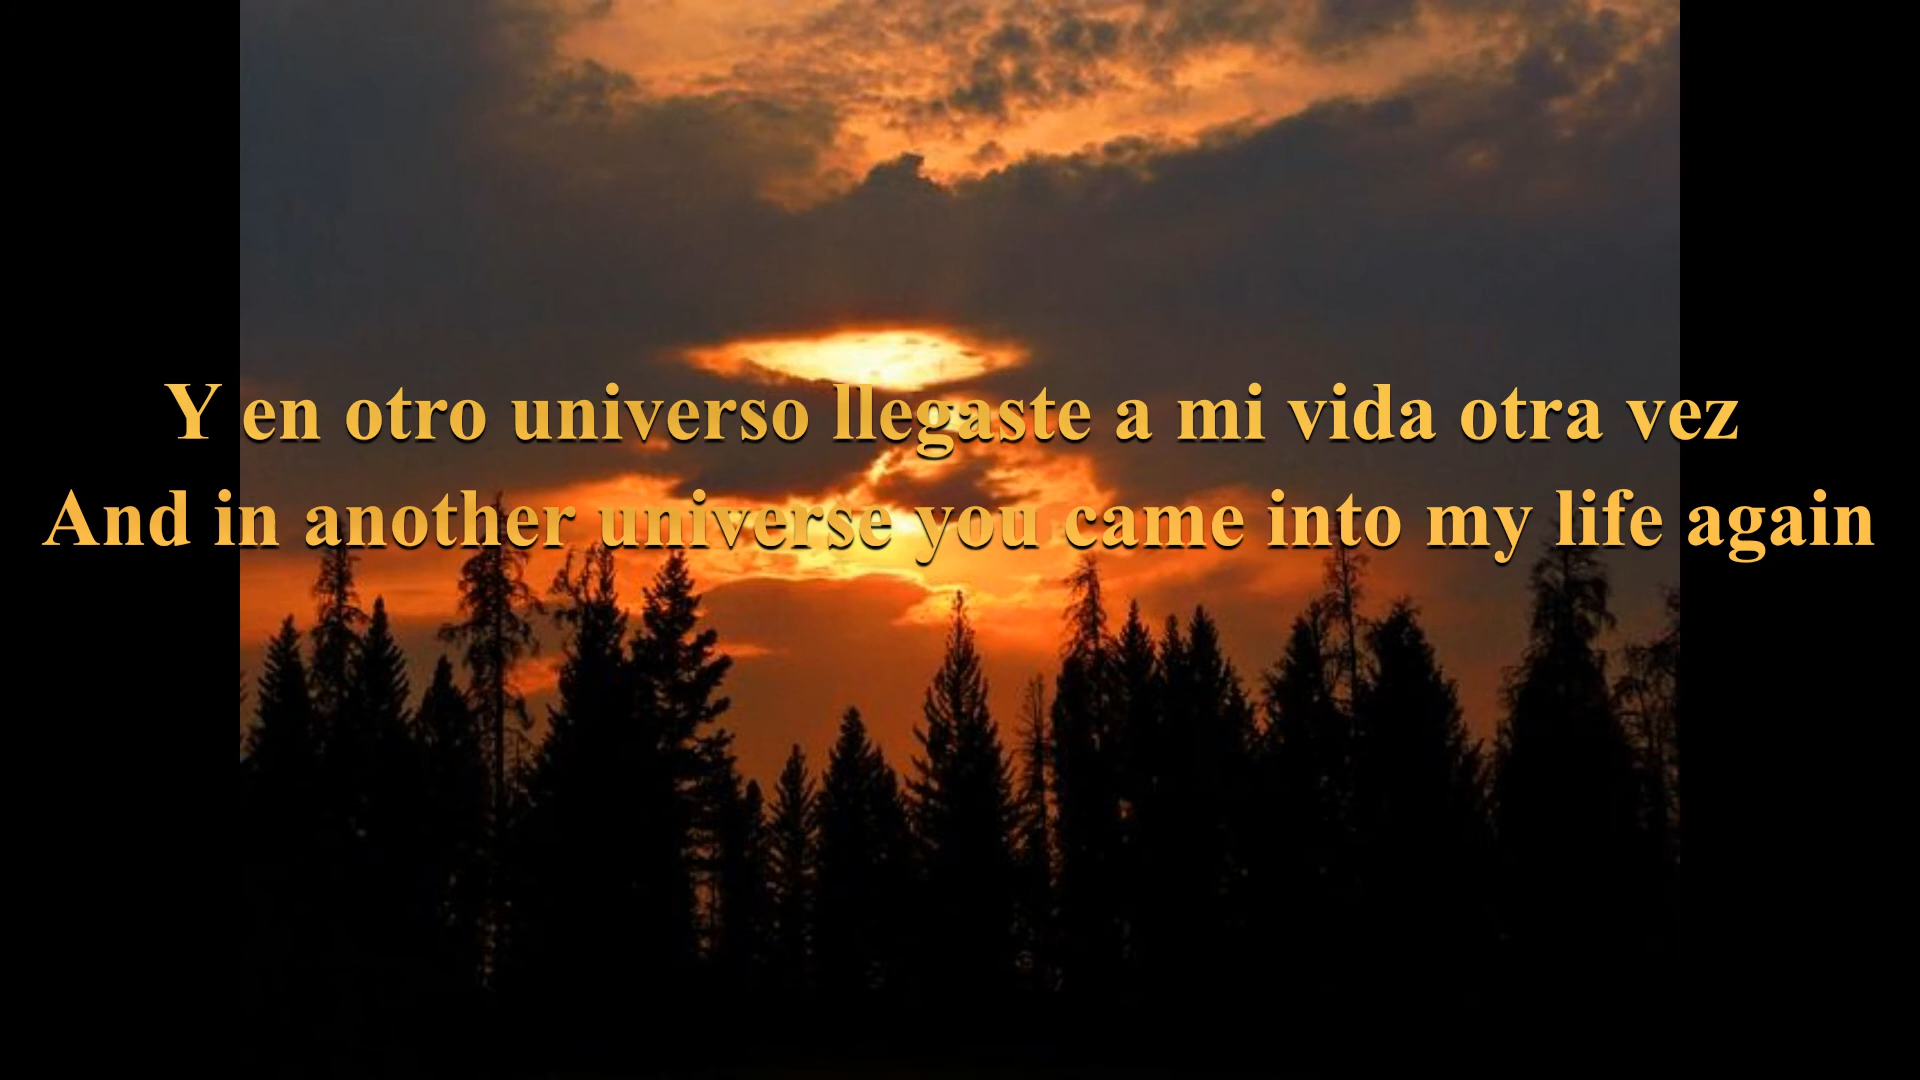 Y en otro universo llegaste a mi vida otra vez
And in another universe you came into my life again